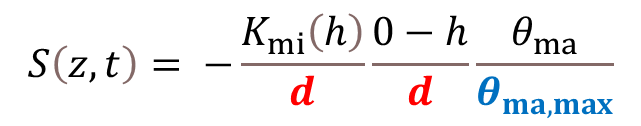 S(z,t) = − K_mi(h)/d (0 − h)/d θ_ma/θ_ma,max